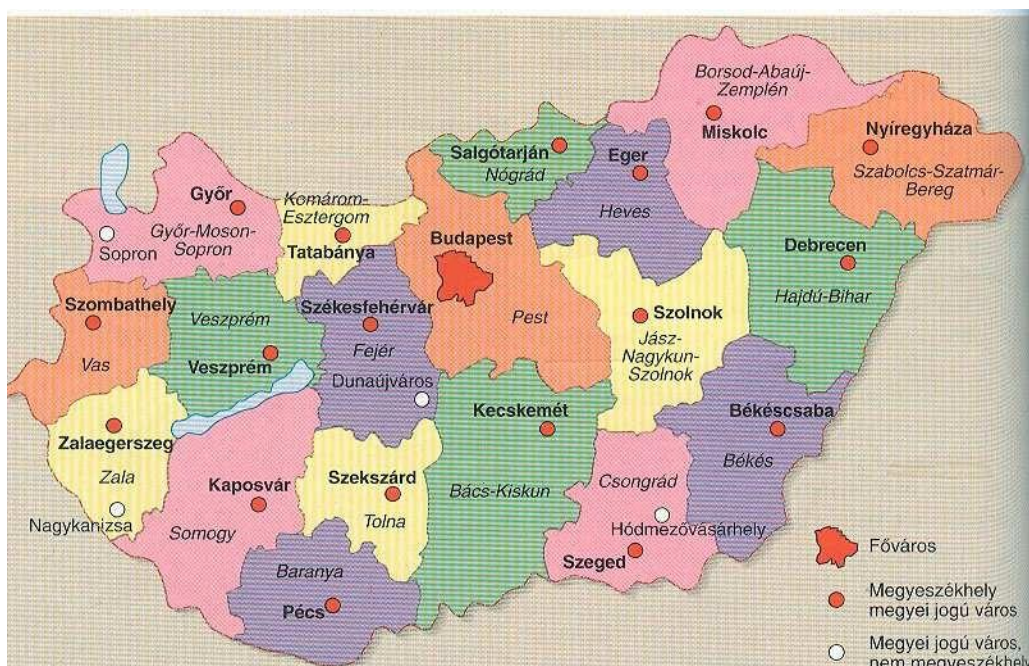 Borsod-Abaúj-
Zemplén
Miskolc
Nyíregyháza
Szabolcs-Szatmár-
Bereg
Salgótarján
Nógrád
Eger
Heves
Győr
Győr-Moson-
Sopron
Sopron
Komárom-
Esztergom
Tatabánya
Budapest
Pest
Debrecen
Hajdú-Bihar
Szombathely
Vas
Veszprém
Veszprém
Székesfehérvár
Fejér
Dunaújváros
Szolnok
Jász-
Nagykun-
Szolnok
Zalaegerszeg
Zala
Nagykanizsa
Kaposvár
Somogy
Szekszárd
Tolna
Kecskemét
Bács-Kiskun
Békéscsaba
Békés
Csongrád
Hódmezővásárhely
Szeged
Baranya
Pécs
Főváros
Megyeszékhely
megyei jogú város
Megyei jogú város,
nem megyeszékhely